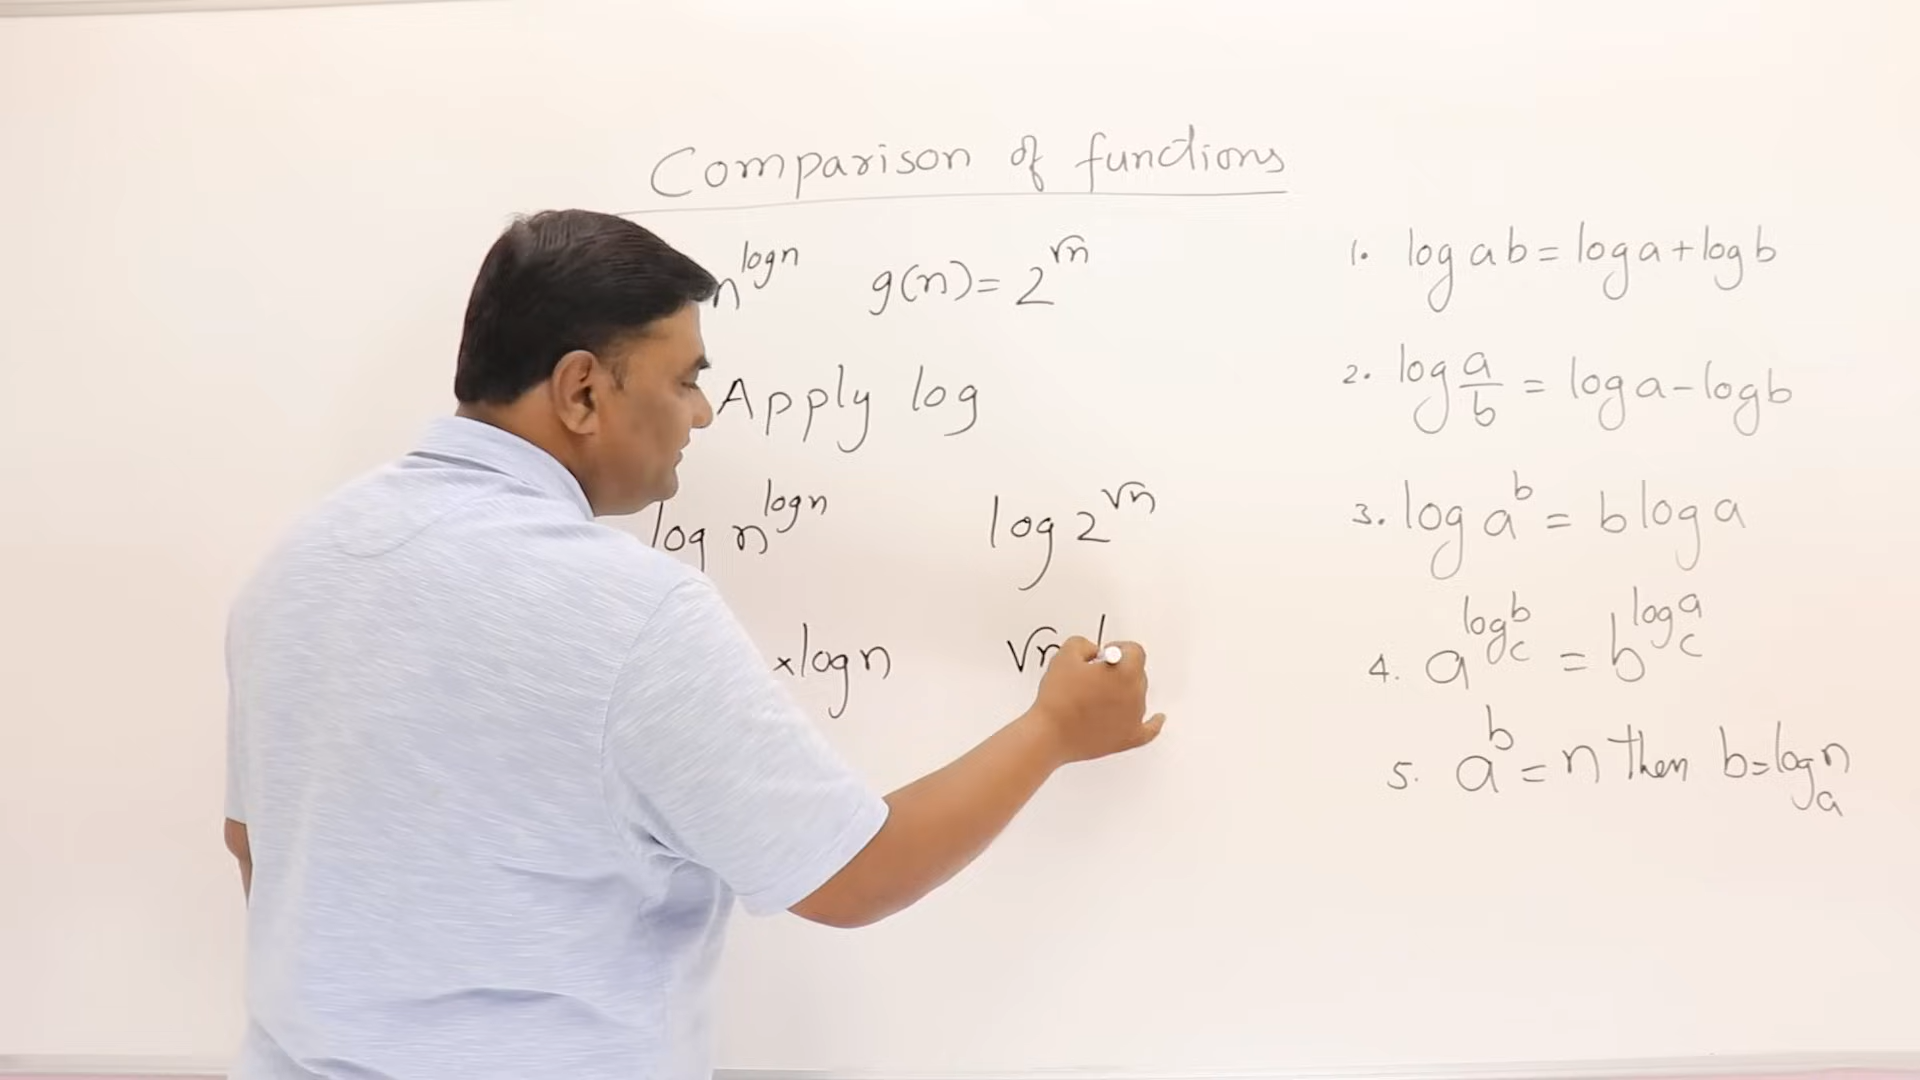 Comparison of functions
n^logn g(n)=2^√n
Apply log
log n^logn log 2^√n
×logn √n
1. log ab = log a + log b
2. log a/b = log a - log b
3. log a^b = b log a
4. a^log_c b = b^log_c a
5. a^b = n then b = log_a n